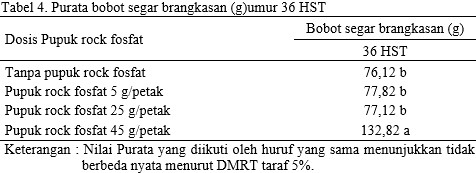 Tabel 4. Purata bobot segar brangkasan (g)umur 36 HST
Dosis Pupuk rock fosfat
Bobot segar brangkasan (g)
36 HST
Tanpa pupuk rock fosfat 76,12 b
Pupuk rock fosfat 5 g/petak 77,82 b
Pupuk rock fosfat 25 g/petak 77,12 b
Pupuk rock fosfat 45 g/petak 132,82 a
Keterangan : Nilai Purata yang diikuti oleh huruf yang sama menunjukkan tidak
berbeda nyata menurut DMRT taraf 5%.